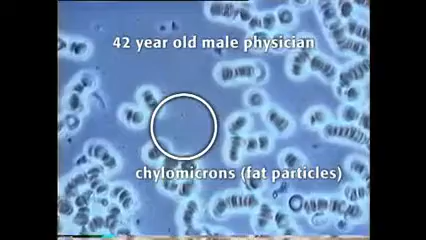 42 year old male physician
chylomicrons (fat particles)